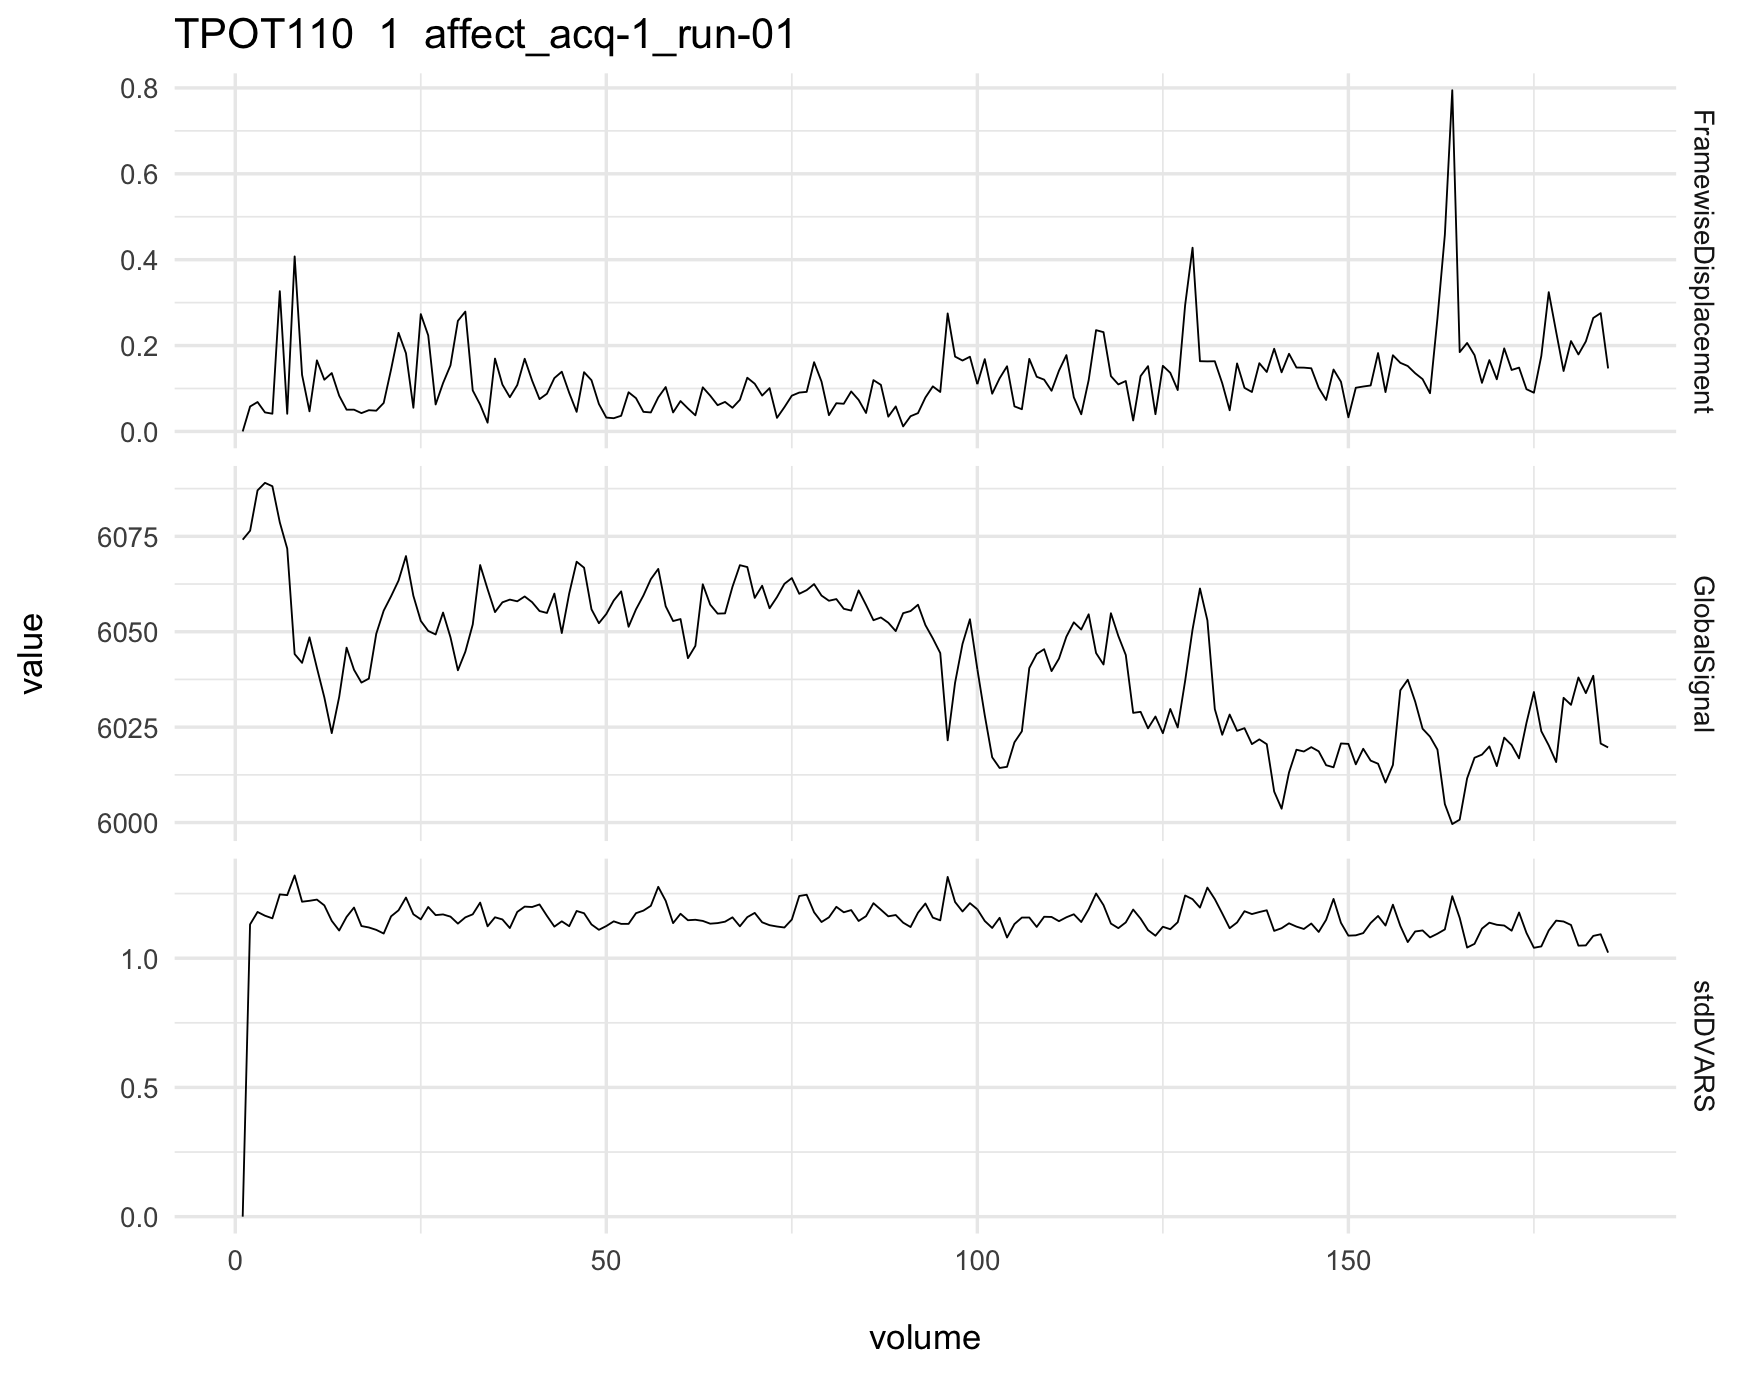 TPOT110 1 affect_acq-1_run-01
0.8
0.6
0.4
0.2
0.0
FramewiseDisplacement
6075
6050
6025
6000
GlobalSignal
1.0
0.5
0.0
stdDVARS
value
0 50 100 150
volume